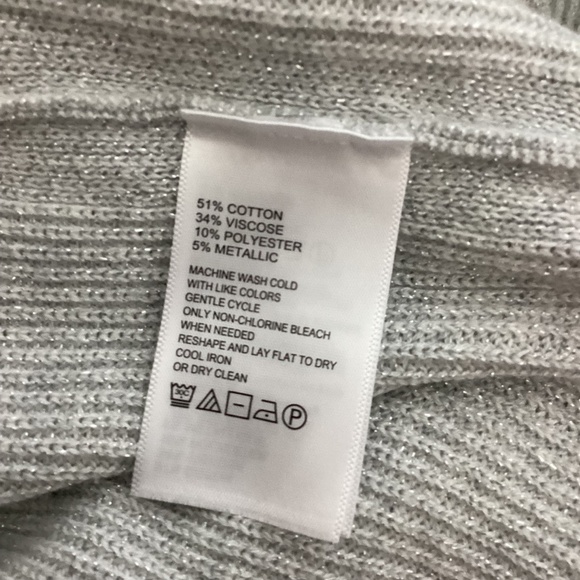 51% COTTON
34% VISCOSE
10% POLYESTER
5% METALLIC
MACHINE WASH COLD
WITH LIKE COLORS
GENTLE CYCLE
ONLY NON-CHLORINE BLEACH
WHEN NEEDED
RESHAPE AND LAY FLAT TO DRY
COOL IRON
OR DRY CLEAN
30C P